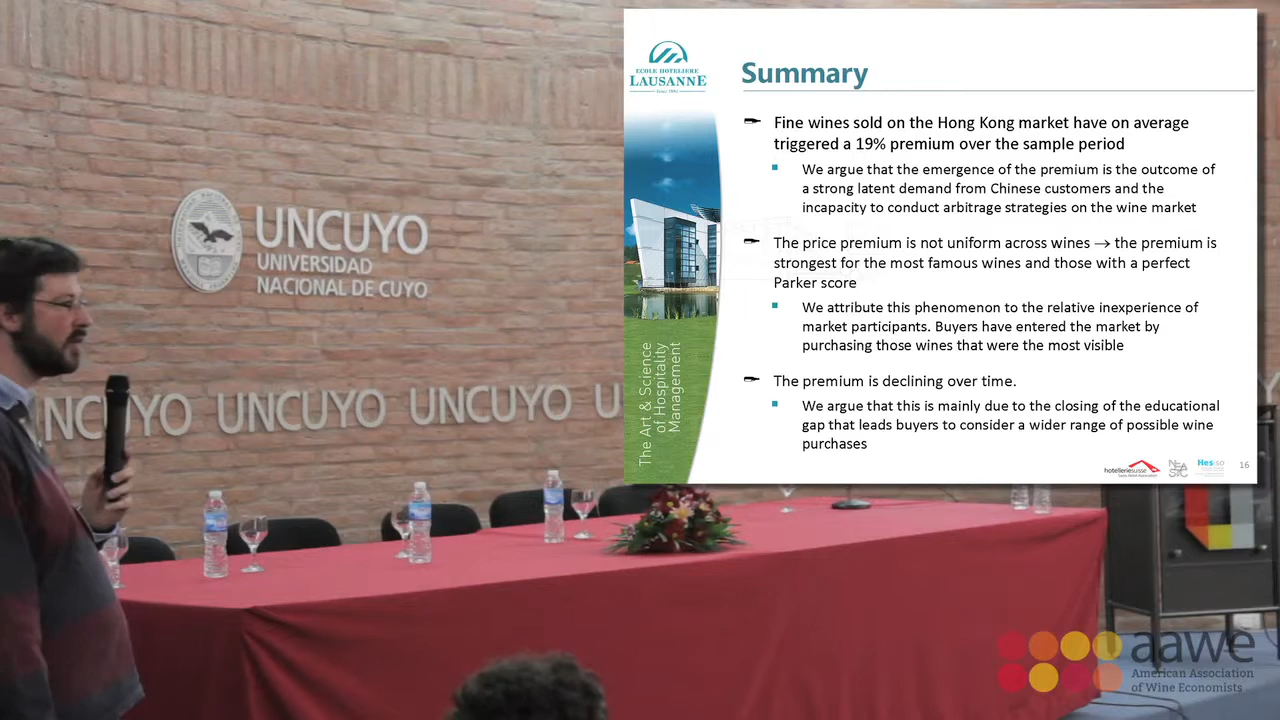 UNCUYO
UNIVERSIDAD
NACIONAL DE CUYO
NCUYO UNCUYO UNCUYO U
ECOLE HOTELIERE
LAUSANNE
Summary
Fine wines sold on the Hong Kong market have on average
triggered a 19% premium over the sample period
We argue that the emergence of the premium is the outcome of
a strong latent demand from Chinese customers and the
incapacity to conduct arbitrage strategies on the wine market
The price premium is not uniform across wines → the premium is
strongest for the most famous wines and those with a perfect
Parker score
We attribute this phenomenon to the relative inexperience of
market participants. Buyers have entered the market by
purchasing those wines that were the most visible
The premium is declining over time.
We argue that this is mainly due to the closing of the educational
gap that leads buyers to consider a wider range of possible wine
purchases
The Art & Science
of Hospitality
Management
hotelleriesuisse
Hes·so
16
aawe
American Association
of Wine Economists